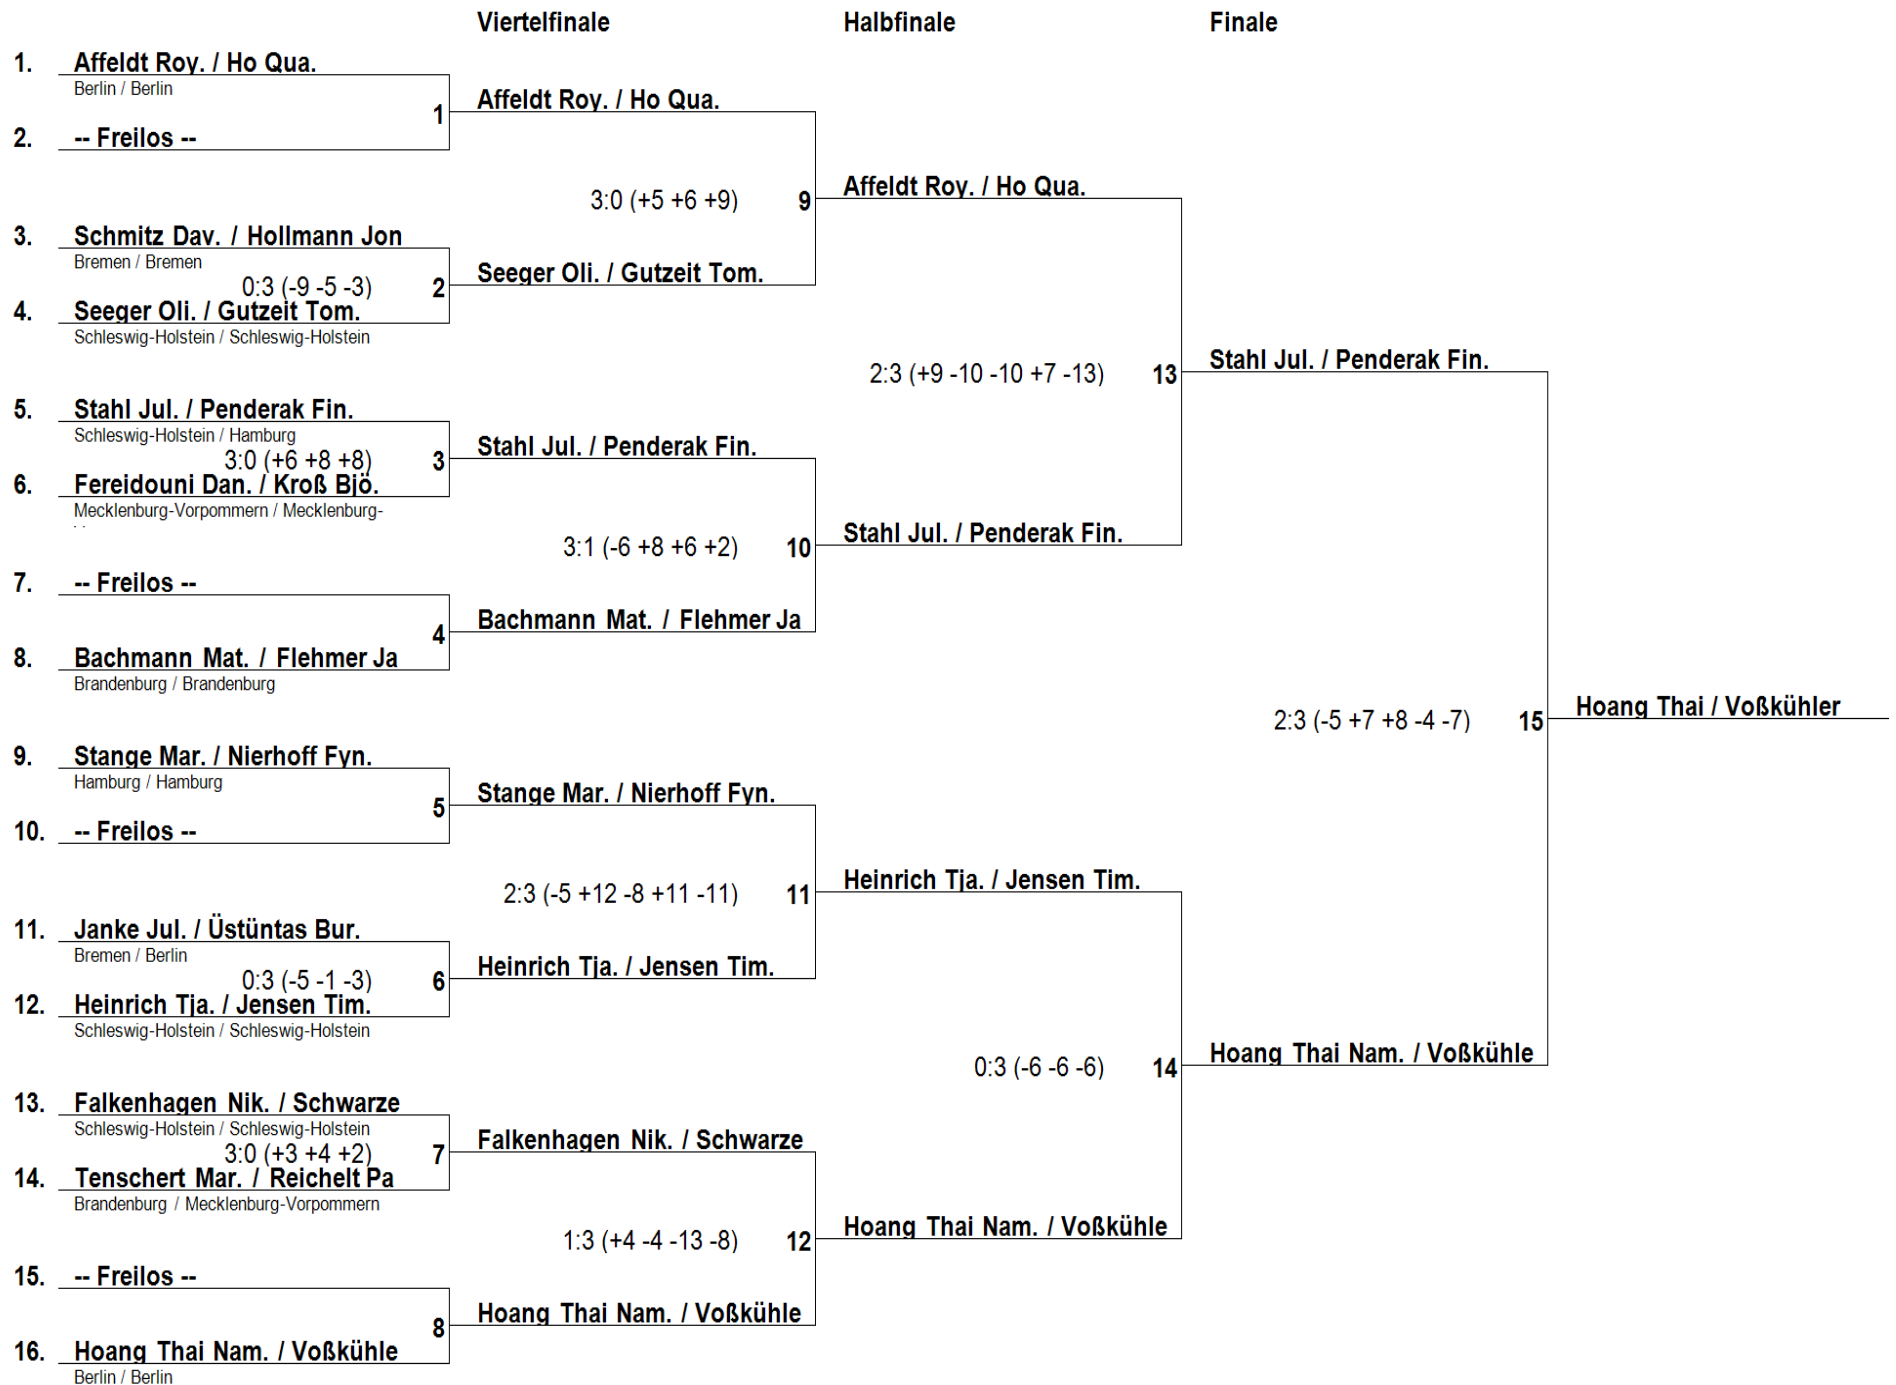 Viertelfinale Halbfinale Finale
1. Affeldt Roy. / Ho Qua.
Berlin / Berlin
Affeldt Roy. / Ho Qua.
1
2. -- Freilos --
Affeldt Roy. / Ho Qua.
3:0 (+5 +6 +9) 9
3. Schmitz Dav. / Hollmann Jon
Bremen / Bremen
Seeger Oli. / Gutzeit Tom.
0:3 (-9 -5 -3) 2
4. Seeger Oli. / Gutzeit Tom.
Schleswig-Holstein / Schleswig-Holstein
Stahl Jul. / Penderak Fin.
2:3 (+9 -10 -10 +7 -13) 13
5. Stahl Jul. / Penderak Fin.
Schleswig-Holstein / Hamburg
Stahl Jul. / Penderak Fin.
3:0 (+6 +8 +8) 3
6. Fereidouni Dan. / Kroß Bjö.
Mecklenburg-Vorpommern / Mecklenburg-
Stahl Jul. / Penderak Fin.
3:1 (-6 +8 +6 +2) 10
7. -- Freilos --
Bachmann Mat. / Flehmer Ja
4
8. Bachmann Mat. / Flehmer Ja
Brandenburg / Brandenburg
Hoang Thai / Voßkühler
2:3 (-5 +7 +8 -4 -7) 15
9. Stange Mar. / Nierhoff Fyn.
Hamburg / Hamburg
Stange Mar. / Nierhoff Fyn.
5
10. -- Freilos --
Heinrich Tja. / Jensen Tim.
2:3 (-5 +12 -8 +11 -11) 11
11. Janke Jul. / Üstüntas Bur.
Bremen / Berlin
Heinrich Tja. / Jensen Tim.
0:3 (-5 -1 -3) 6
12. Heinrich Tja. / Jensen Tim.
Schleswig-Holstein / Schleswig-Holstein
Hoang Thai Nam. / Voßkühle
0:3 (-6 -6 -6) 14
13. Falkenhagen Nik. / Schwarze
Schleswig-Holstein / Schleswig-Holstein
Falkenhagen Nik. / Schwarze
3:0 (+3 +4 +2) 7
14. Tenschert Mar. / Reichelt Pa
Brandenburg / Mecklenburg-Vorpommern
Hoang Thai Nam. / Voßkühle
1:3 (+4 -4 -13 -8) 12
15. -- Freilos --
Hoang Thai Nam. / Voßkühle
8
16. Hoang Thai Nam. / Voßkühle
Berlin / Berlin